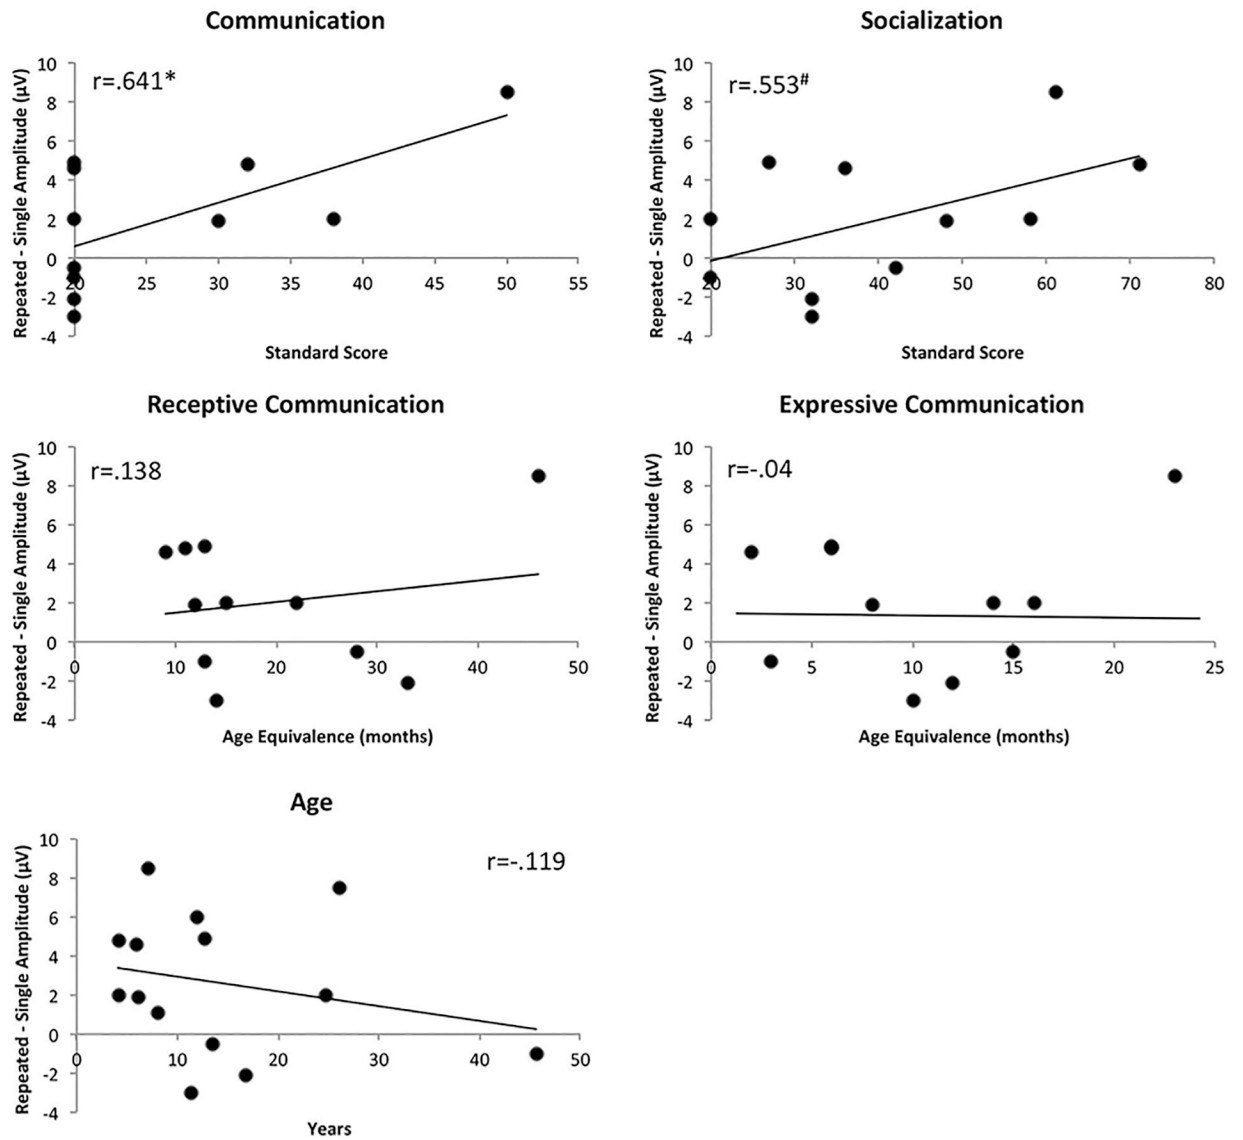 Communication
r=.641*
Repeated - Single Amplitude (µV)
10
8
6
4
2
0
-2
-4
20 25 30 35 40 45 50 55
Standard Score
Socialization
r=.553#
Repeated - Single Amplitude (µV)
10
8
6
4
2
0
-2
-4
20 30 40 50 60 70 80
Standard Score
Receptive Communication
r=.138
Repeated - Single Amplitude (µV)
10
8
6
4
2
0
-2
-4
0 10 20 30 40 50
Age Equivalence (months)
Expressive Communication
r=-.04
Repeated - Single Amplitude (µV)
10
8
6
4
2
0
-2
-4
0 5 10 15 20 25
Age Equivalence (months)
Age
r=-.119
Repeated - Single Amplitude (µV)
10
8
6
4
2
0
-2
-4
0 10 20 30 40 50
Years